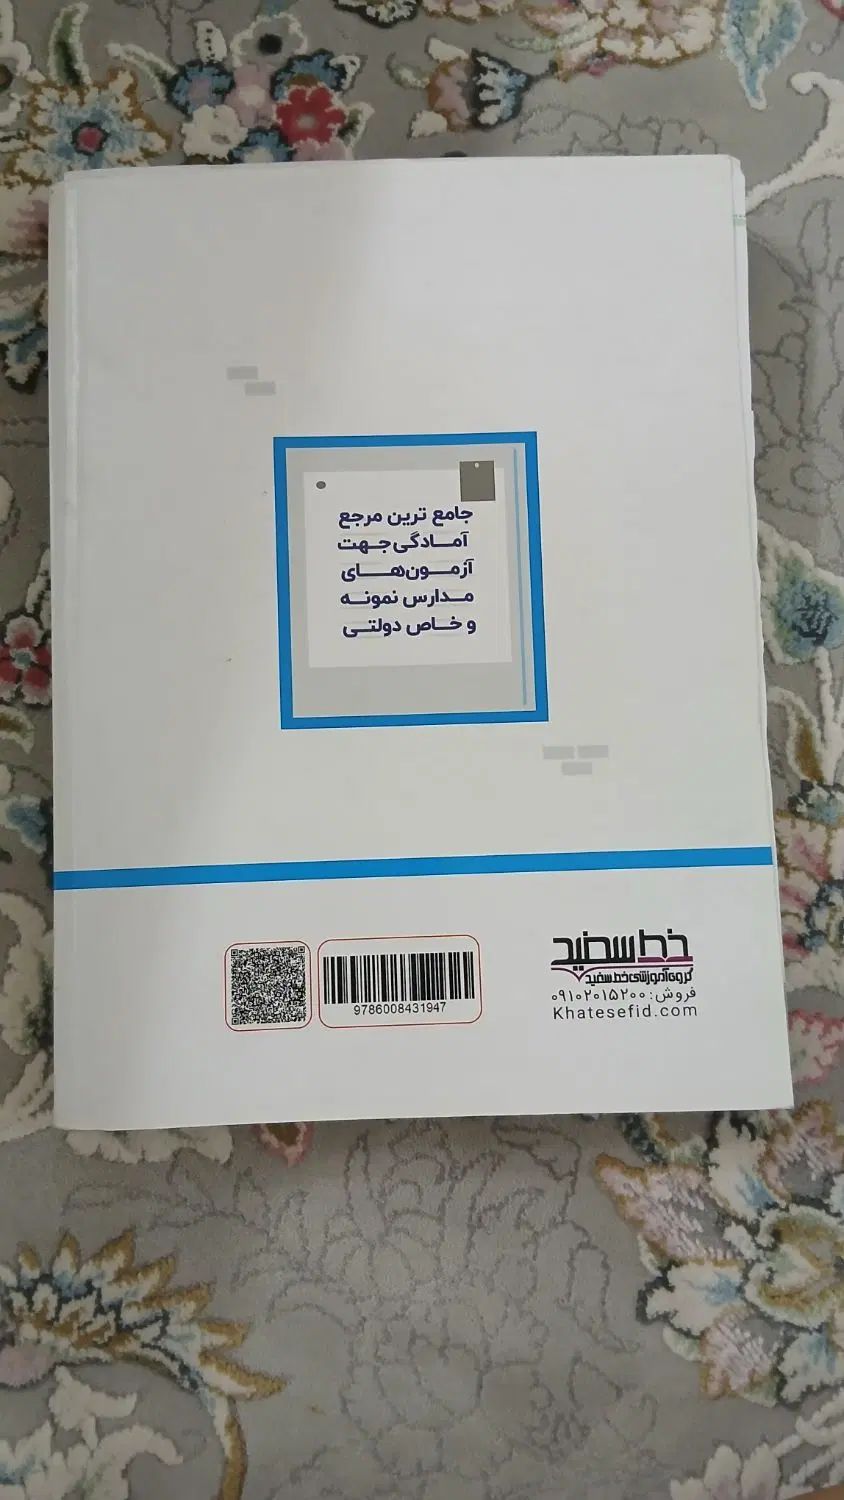 جامع ترین مرجع
آمادگی جهت
آزمون‌های
مدارس نمونه
و خاص دولتی
خط سفید
گروه آموزشی خط سفید
فروش: ۰۹۱۰۲۰۱۵۲۰۰
Khatesefid.com
9786008431947